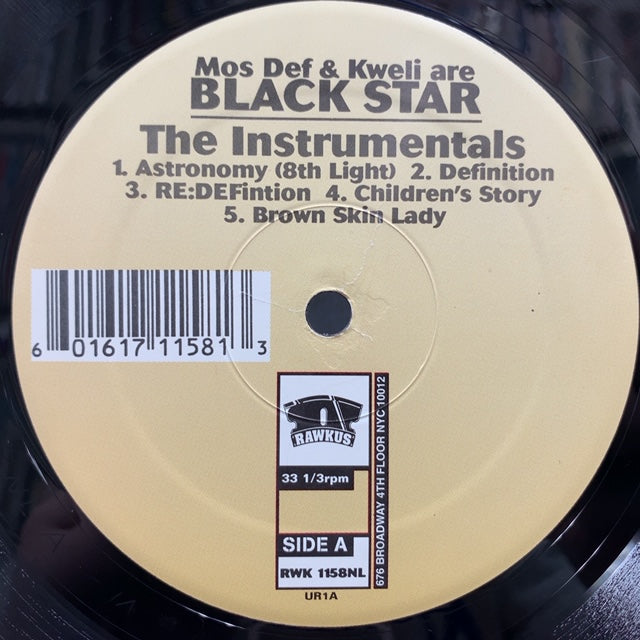 Mos Def & Kweli are
BLACK STAR
The Instrumentals
1. Astronomy (8th Light) 2. Definition
3. RE:DEFintion 4. Children's Story
5. Brown Skin Lady
6 01617 11581 3
RAWKUS
33 1/3rpm
SIDE A
RWK 1158NL
676 BROADWAY 4TH FLOOR NYC 10012
UR1A